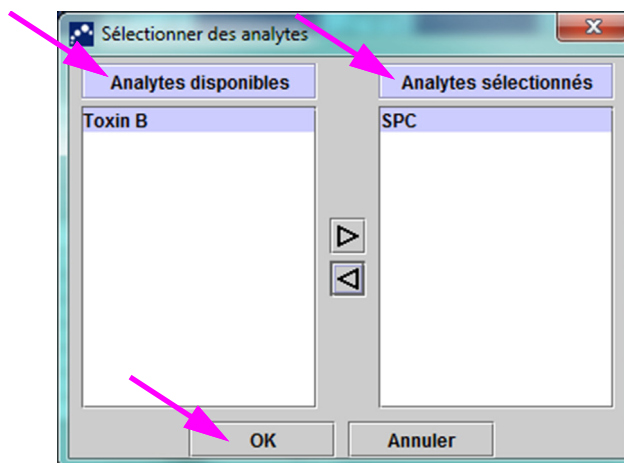 Sélectionner des analytes
Analytes disponibles
Analytes sélectionnés
Toxin B
SPC
OK
Annuler